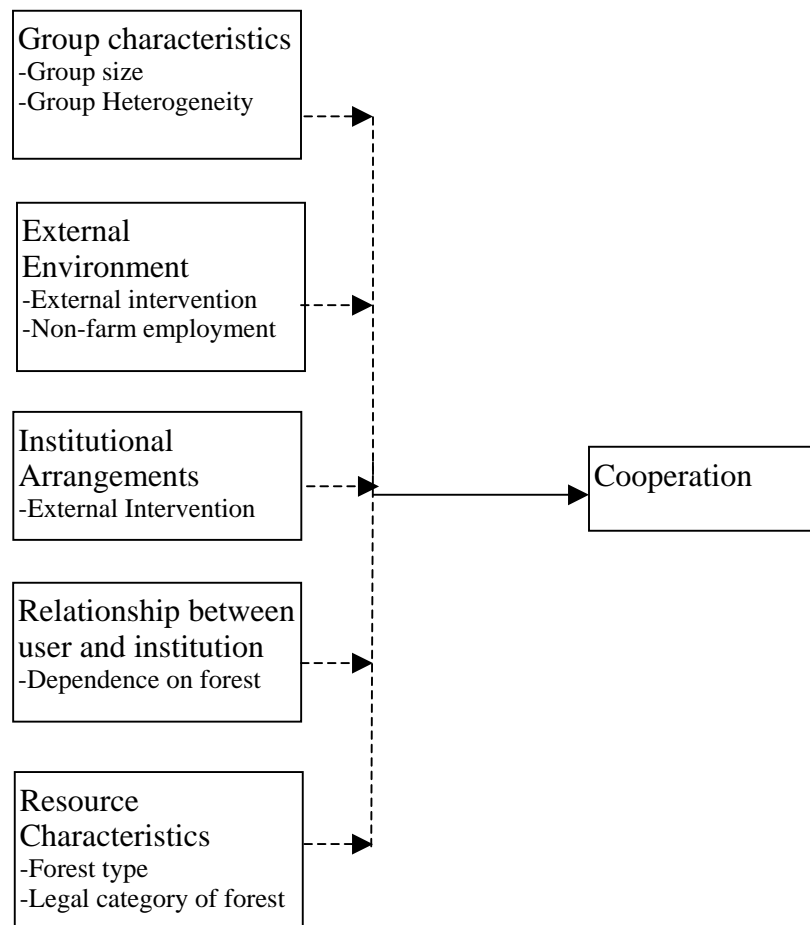 Group characteristics
-Group size
-Group Heterogeneity
External
Environment
-External intervention
-Non-farm employment
Institutional
Arrangements
-External Intervention
Cooperation
Relationship between
user and institution
-Dependence on forest
Resource
Characteristics
-Forest type
-Legal category of forest